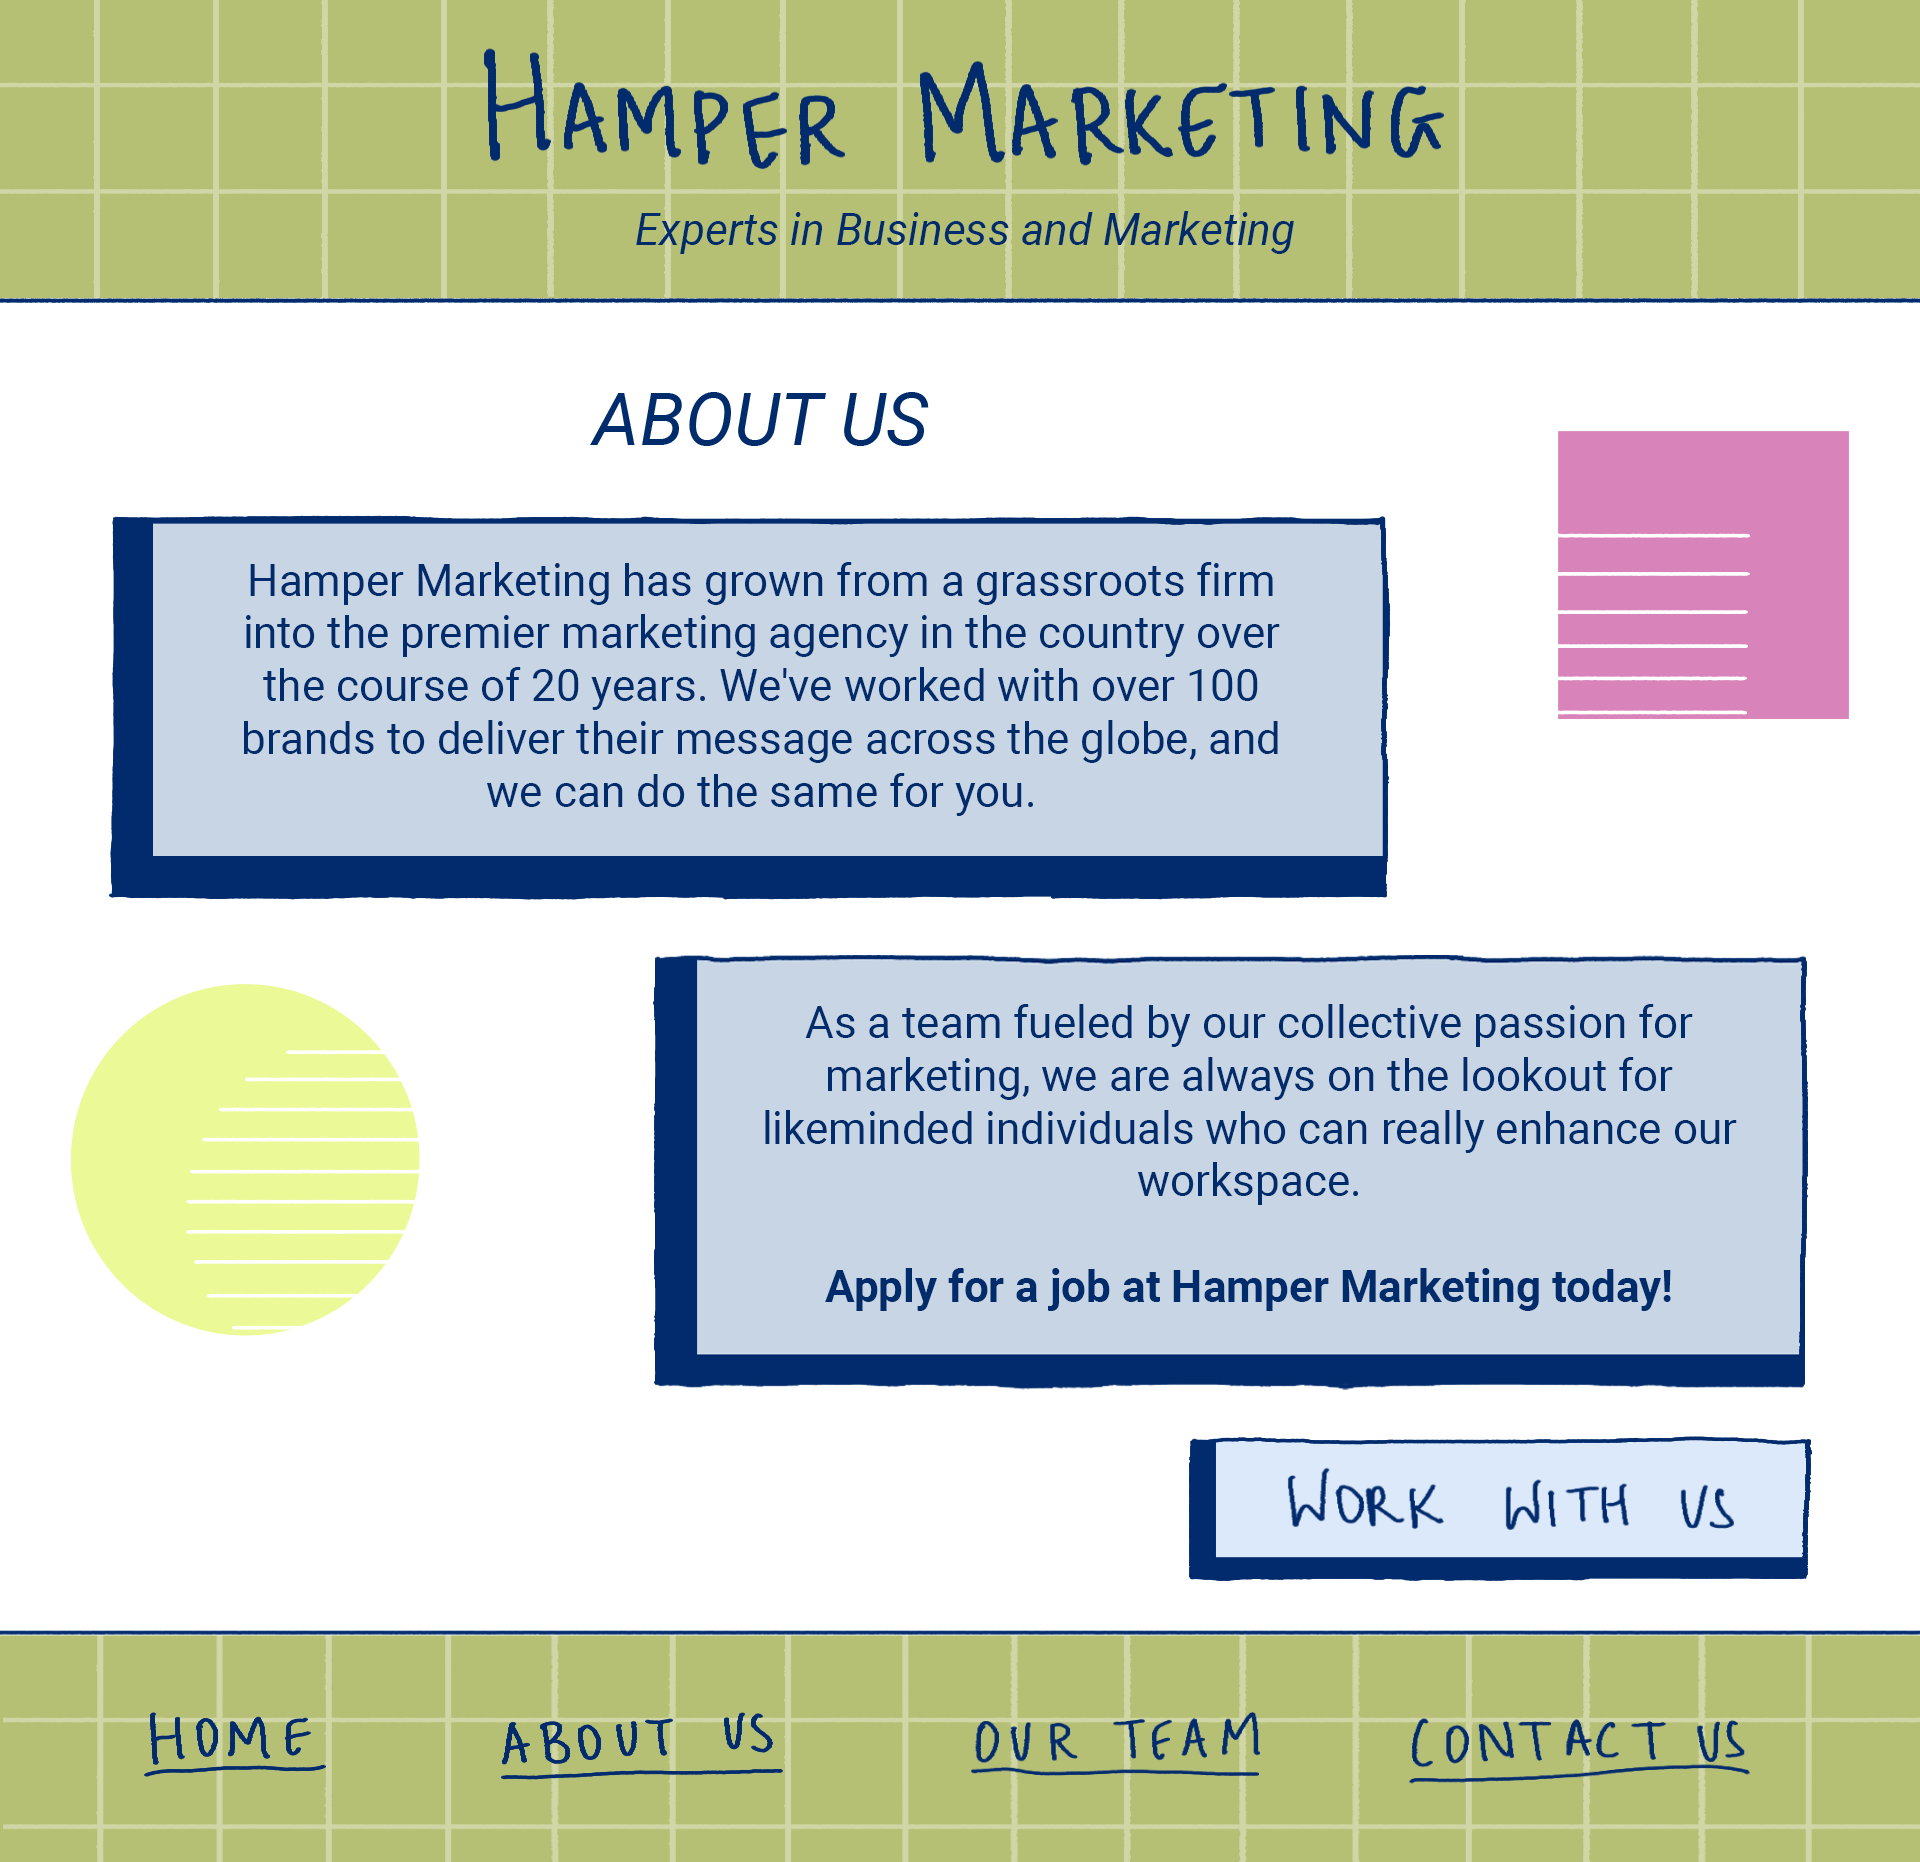 HAMPER MARKETING
Experts in Business and Marketing
ABOUT US
Hamper Marketing has grown from a grassroots firm
into the premier marketing agency in the country over
the course of 20 years. We've worked with over 100
brands to deliver their message across the globe, and
we can do the same for you.
As a team fueled by our collective passion for
marketing, we are always on the lookout for
likeminded individuals who can really enhance our
workspace.
Apply for a job at Hamper Marketing today!
WORK WITH US
HOME ABOUT US OUR TEAM CONTACT US